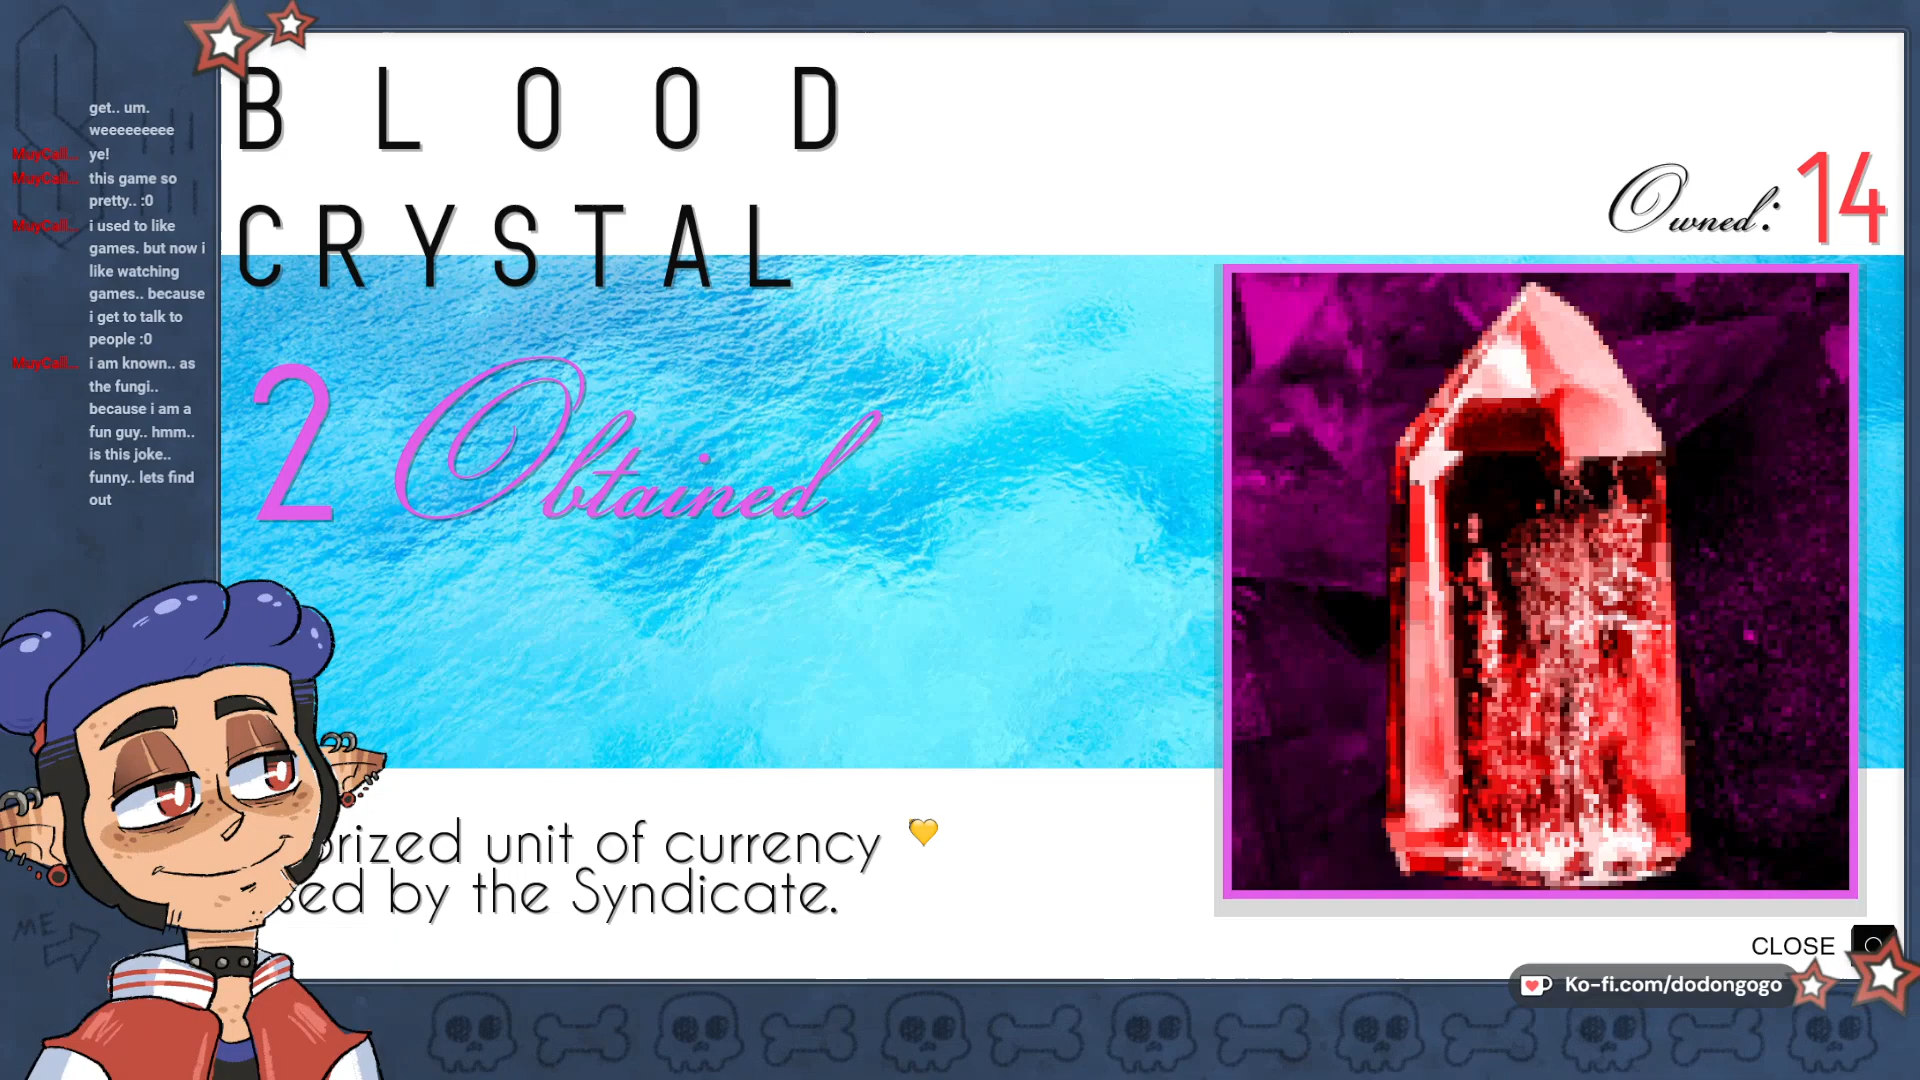 get.. um.
weeeeeeeee
ye!
this game so
pretty.. :0
i used to like
games. but now i
like watching
games.. because
i get to talk to
people :0
i am known.. as
the fungi..
because i am a
fun guy.. hmm..
is this joke..
funny.. lets find
out
BLOOD
CRYSTAL
Owned: 14
2 Obtained
unit of currency 💛
by the Syndicate.
ME
CLOSE
Ko-fi.com/dodongogo